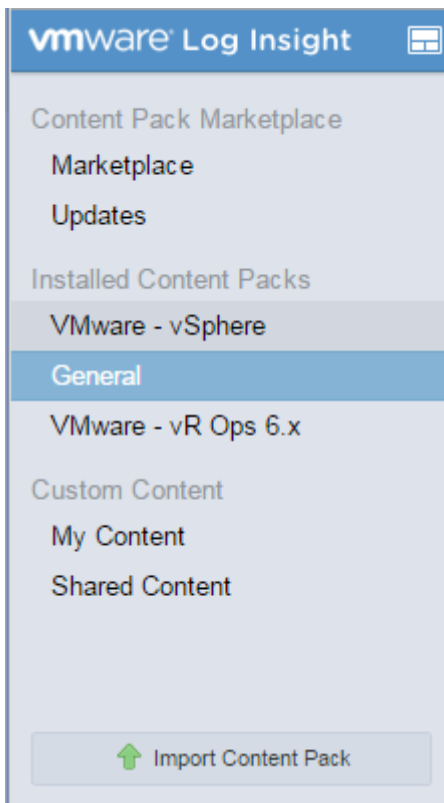 vmware® Log Insight
Content Pack Marketplace
Marketplace
Updates
Installed Content Packs
VMware - vSphere
General
VMware - vR Ops 6.x
Custom Content
My Content
Shared Content
Import Content Pack